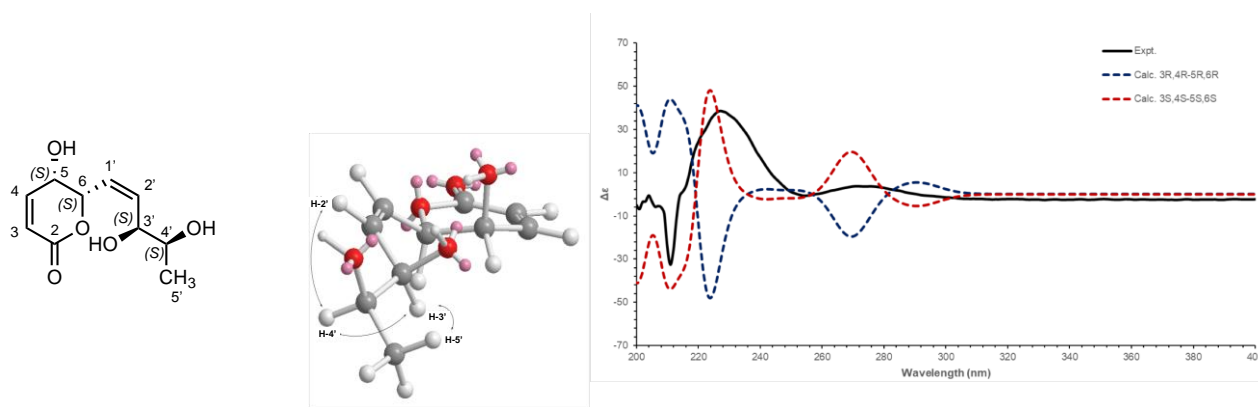 OH
(S)
5
1'
4
6
2'
(S)
(S)
3'
3
O
2
HO
4'
OH
(S)
O
CH₃
5'
H-2'
H-3'
H-4'
H-5'
70
50
30
10
-10
-30
-50
-70
Δε
200 220 240 260 280 300 320 340 360 380 40
Wavelength (nm)
Expt.
Calc. 3R,4R-5R,6R
Calc. 3S,4S-5S,6S